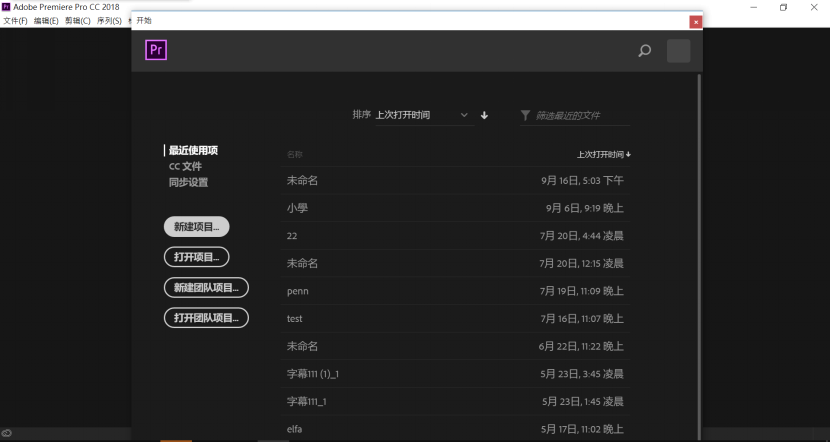 Pr Adobe Premiere Pro CC 2018
文件(F) 编辑(E) 剪辑(C) 序列(S)
开始
Pr
排序 上次打开时间 筛选最近的文件
最近使用项
CC 文件
同步设置
新建项目...
打开项目...
新建团队项目...
打开团队项目...
名称 上次打开时间
未命名 9月 16日, 5:03 下午
小學 9月 6日, 9:19 晚上
22 7月 20日, 4:44 凌晨
未命名 7月 20日, 12:15 凌晨
penn 7月 19日, 11:09 晚上
test 7月 16日, 11:07 晚上
未命名 6月 22日, 11:22 晚上
字幕111 (1)_1 5月 23日, 3:45 凌晨
字幕111_1 5月 23日, 1:45 凌晨
elfa 5月 17日, 11:02 晚上